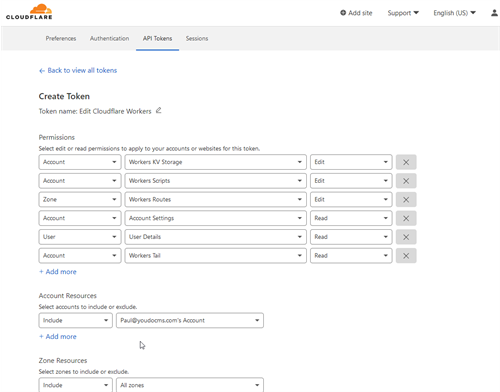 CLOUDFLARE
Add site Support English (US)
Preferences Authentication API Tokens Sessions
← Back to view all tokens
Create Token
Token name: Edit Cloudflare Workers
Permissions
Select edit or read permissions to apply to your accounts or websites for this token.
Account Workers KV Storage Edit
Account Workers Scripts Edit
Zone Workers Routes Edit
Account Account Settings Read
User User Details Read
Account Workers Tail Read
+ Add more
Account Resources
Select accounts to include or exclude.
Include Paul@youdocms.com's Account
+ Add more
Zone Resources
Select zones to include or exclude.
Include All zones